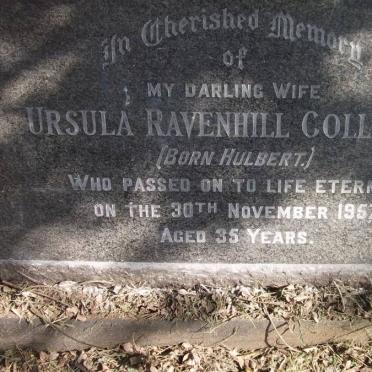 In Cherished Memory
of
MY DARLING WIFE
URSULA RAVENHILL COLL
(BORN HULBERT.)
WHO PASSED ON TO LIFE ETERN
ON THE 30TH NOVEMBER 195
AGED 35 YEARS.